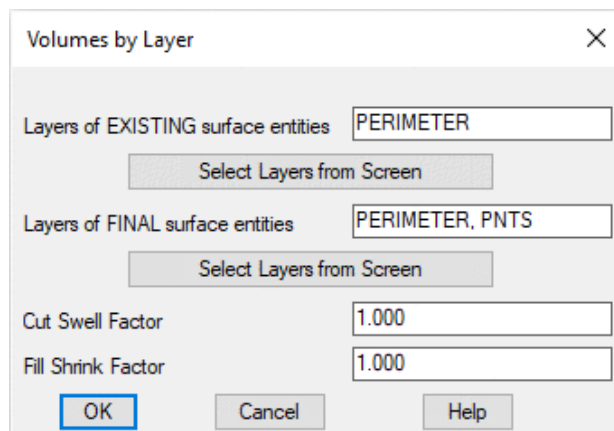 Volumes by Layer
Layers of EXISTING surface entities PERIMETER
Select Layers from Screen
Layers of FINAL surface entities PERIMETER, PNTS
Select Layers from Screen
Cut Swell Factor 1.000
Fill Shrink Factor 1.000
OK Cancel Help